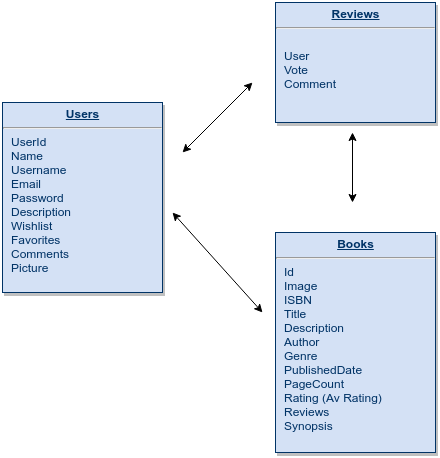 Reviews
User
Vote
Comment
Users
UserId
Name
Username
Email
Password
Description
Wishlist
Favorites
Comments
Picture
Books
Id
Image
ISBN
Title
Description
Author
Genre
PublishedDate
PageCount
Rating (Av Rating)
Reviews
Synopsis